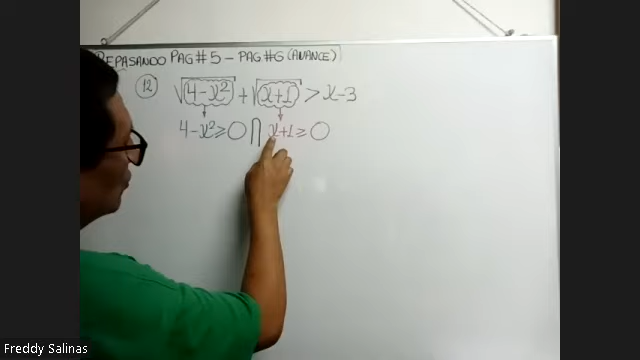 REPASANDO PAG # 5 - PAG. #6 (AVANCE)
12 √(4-x²) + √(x+1) > x-3
4-x² ≥ 0 ∩ x+1 ≥ 0
Freddy Salinas